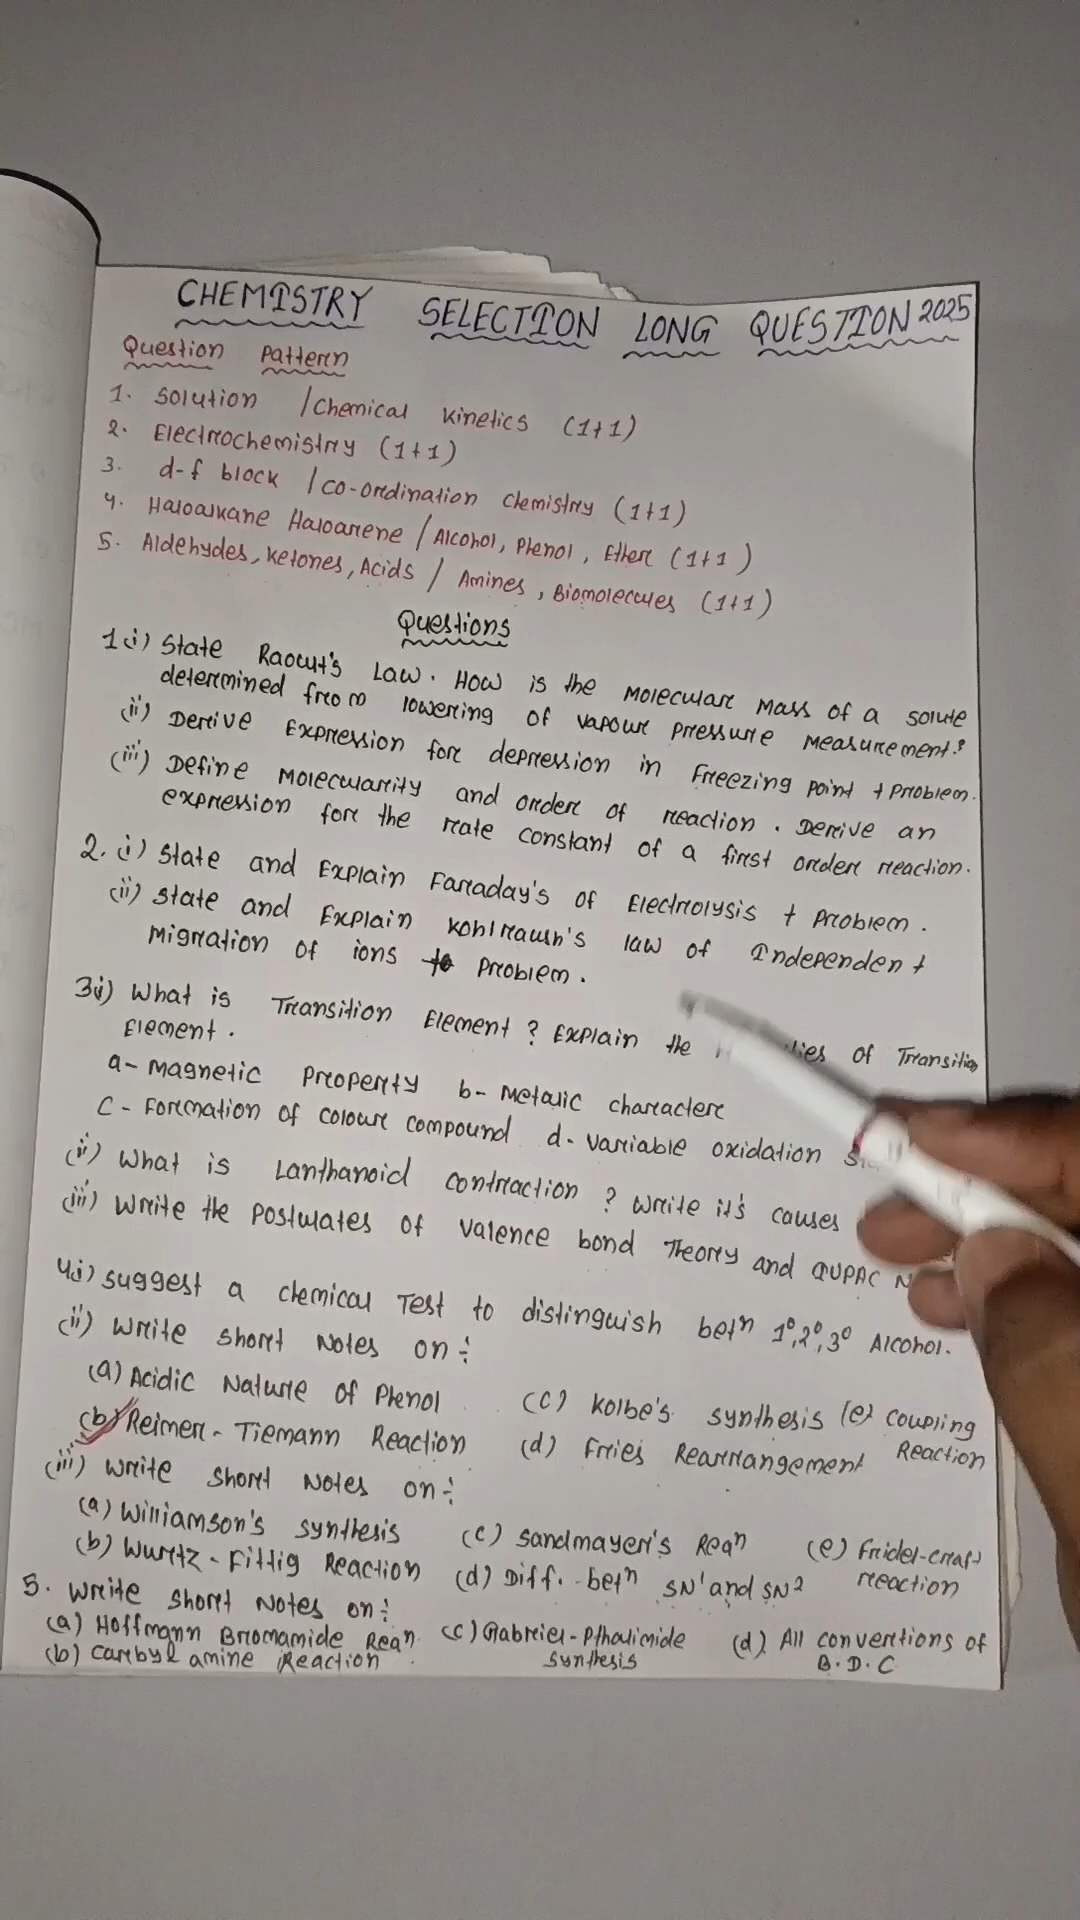 CHEMISTRY SELECTION LONG QUESTION 2025
Question Pattern
1. Solution / Chemical Kinetics (1+1)
2. Electrochemistry (1+1)
3. d-f block / co-ordination chemistry (1+1)
4. Haloalkane Haloarene / Alcohol, Phenol, Ether (1+1)
5. Aldehydes, Ketones, Acids / Amines, Biomolecules (1+1)
Questions
1 (i) State Raoult's Law. How is the Molecular Mass of a solute
determined from lowering of vapour pressure measurement?
(ii) Derive Expression for depression in Freezing point + Problem.
(iii) Define Molecularity and order of reaction. Derive an
expression for the rate constant of a first order reaction.
2. (i) State and Explain Faraday's of Electrolysis + Problem.
(ii) State and Explain Kohlraush's law of Independent
Migration of ions + Problem.
3(i) What is Transition Element? Explain the of Transition
Element.
a- Magnetic Property b- Metalic character
c- Formation of colour compound d- variable oxidation
(ii) What is Lanthanoid contraction? Write it's causes
(iii) Write the Postulates of Valence bond Theory and IUPAC
4(i) Suggest a chemical Test to distinguish betn 1°, 2°, 3° Alcohol.
(ii) Write Short Notes on ÷
(a) Acidic Nature of Phenol (c) Kolbe's synthesis (e) coupling
(b) Reimer-Tiemann Reaction (d) Fries Rearrangement Reaction
(iii) Write Short Notes on ÷
(a) Williamson's synthesis (c) Sandmayer's Rean (e) Fridel-craft
(b) Wurtz-Fittig Reaction (d) Diff. betn SN1 and SN2 reaction
5. Write Short Notes on ÷
(a) Hoffmann Bromamide Rean. (c) Gabriel-Pthalimide (d) All convertions of
(b) Carbyl amine Reaction Synthesis B.D.C